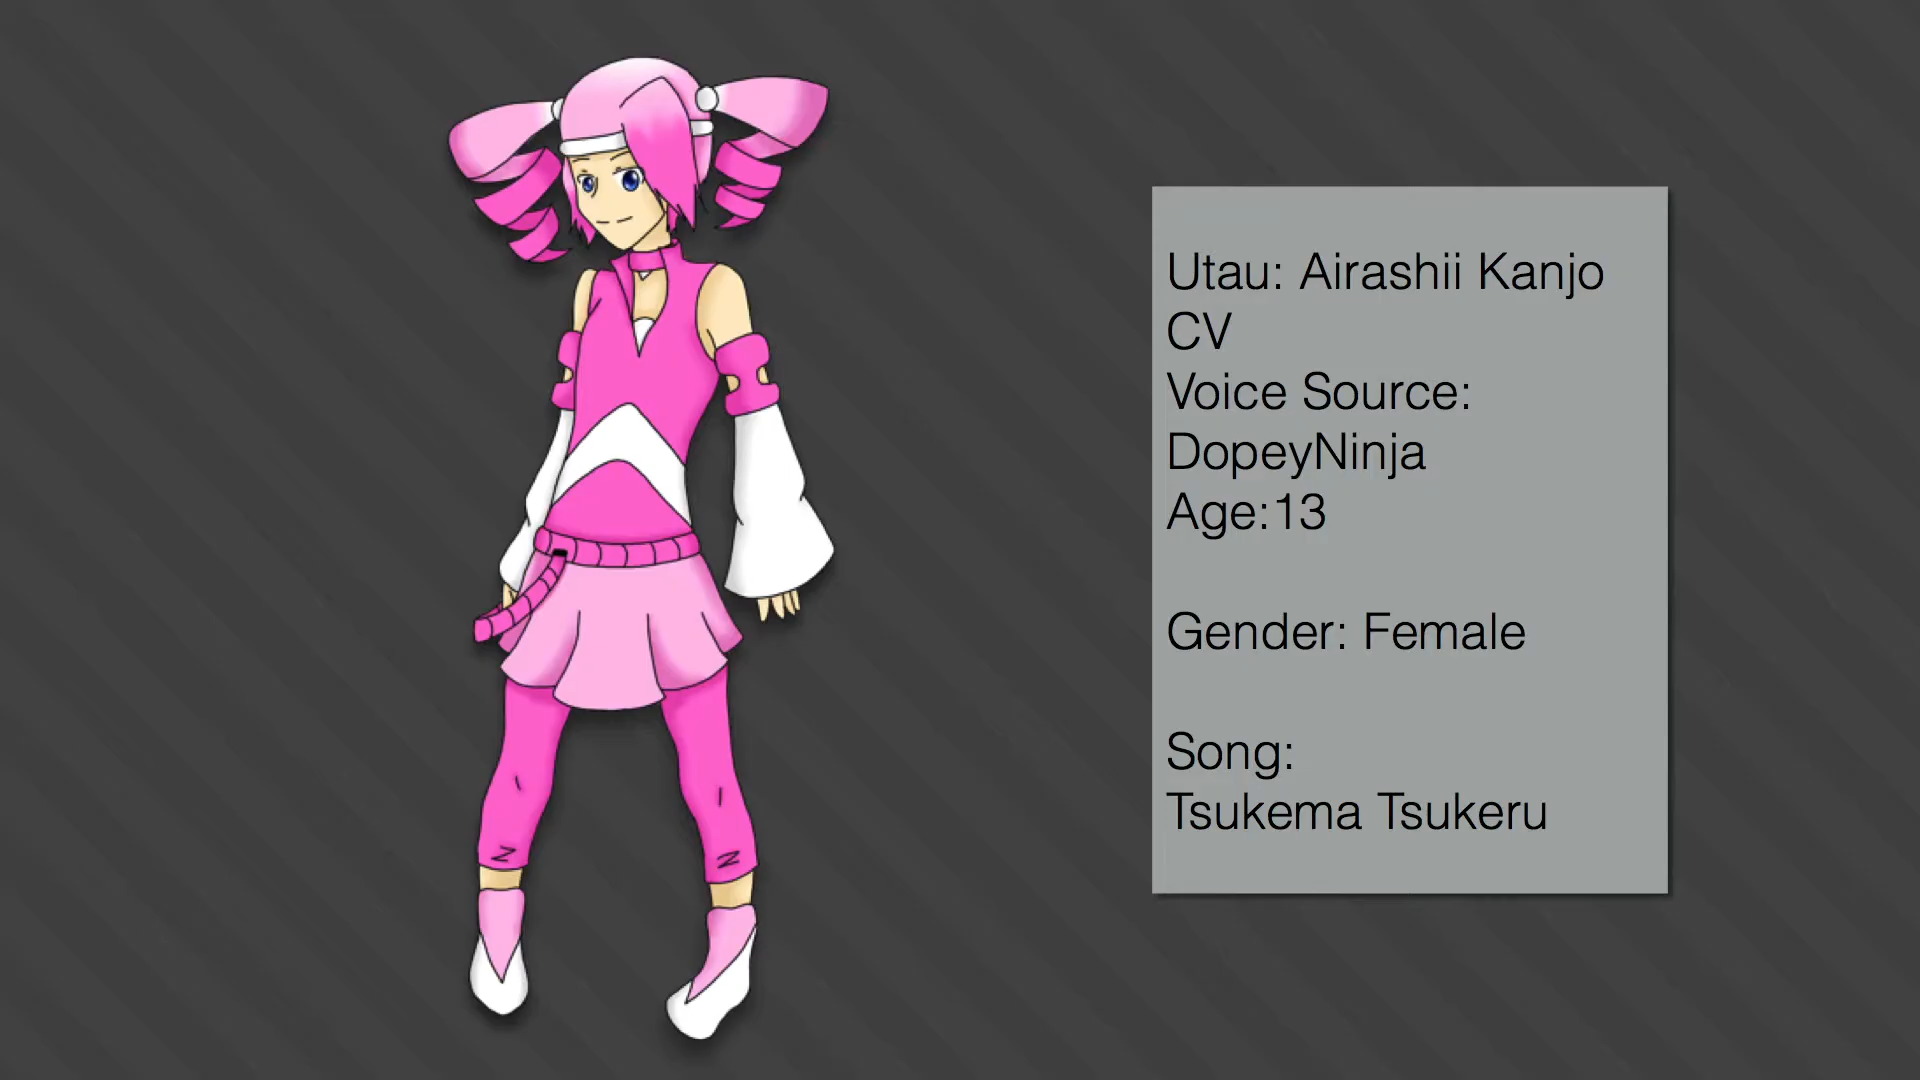 Utau: Airashii Kanjo
CV
Voice Source:
DopeyNinja
Age:13
Gender: Female
Song:
Tsukema Tsukeru